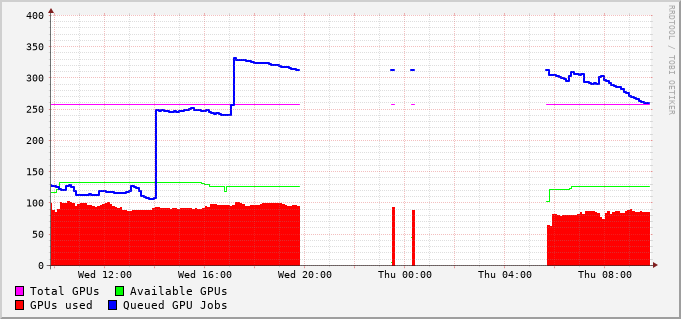 400
350
300
250
200
150
100
50
0
Wed 12:00 Wed 16:00 Wed 20:00 Thu 00:00 Thu 04:00 Thu 08:00
Total GPUs Available GPUs
GPUs used Queued GPU Jobs
RRDTOOL / TOBI OETIKER